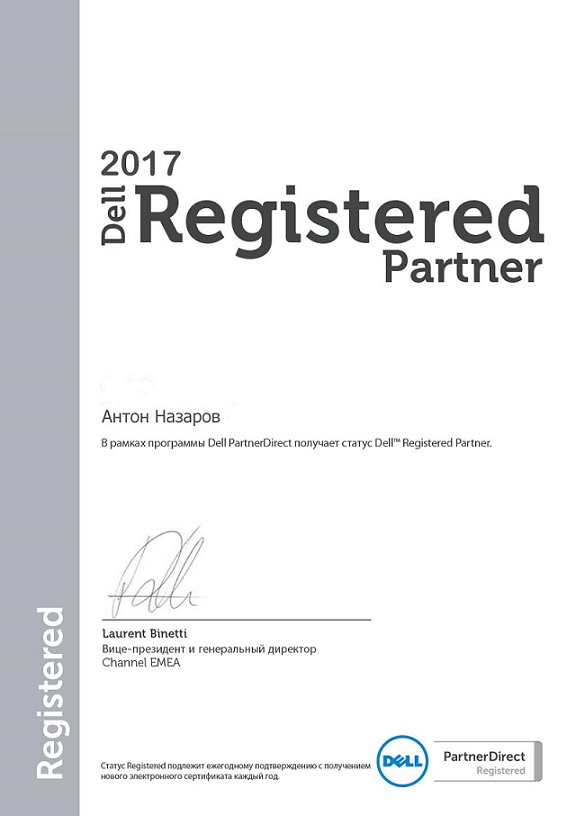 2017
Dell Registered
Partner
Антон Назаров
В рамках программы Dell PartnerDirect получает статус Dell™ Registered Partner.
Laurent Binetti
Вице-президент и генеральный директор
Channel EMEA
Registered
Статус Registered подлежит ежегодному подтверждению с получением
нового электронного сертификата каждый год.
DELL
PartnerDirect
Registered